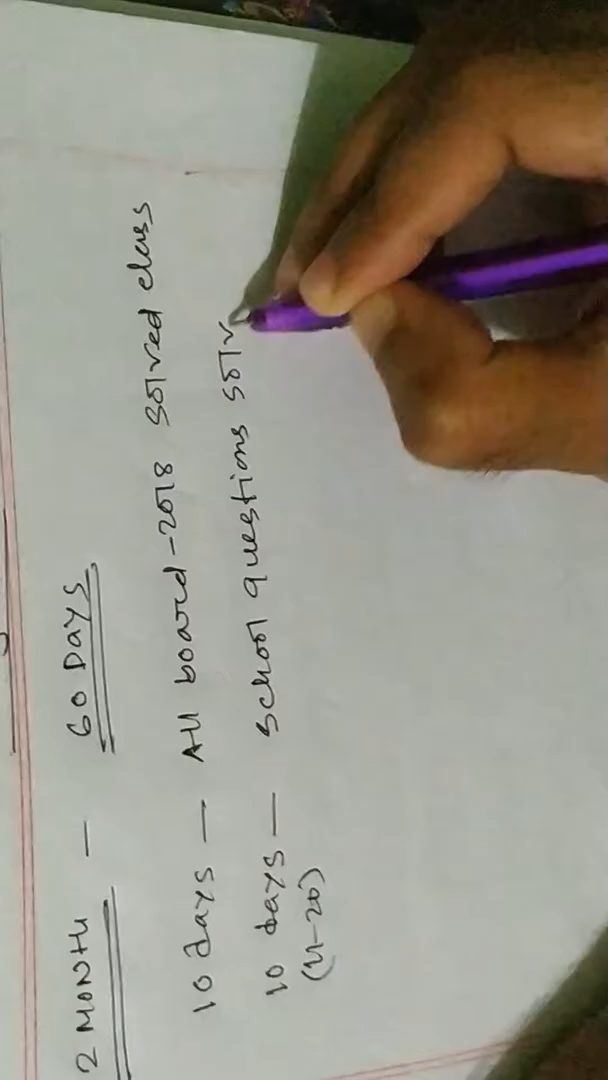 2 MONTH - 60 DAYS
10 days - All board-2018 solved class
10 days - School questions solv
(11-20)